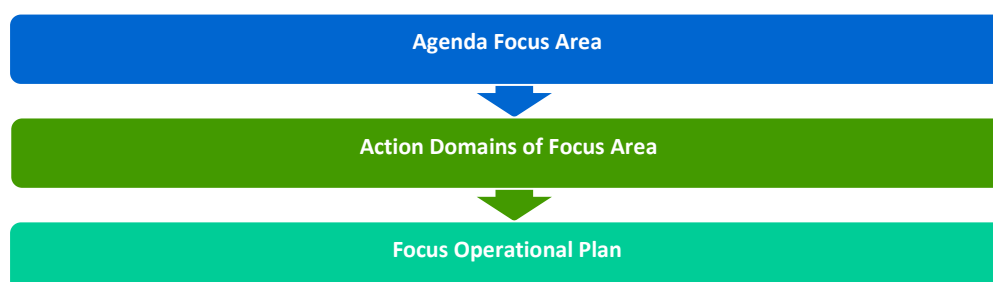 Agenda Focus Area
Action Domains of Focus Area
Focus Operational Plan